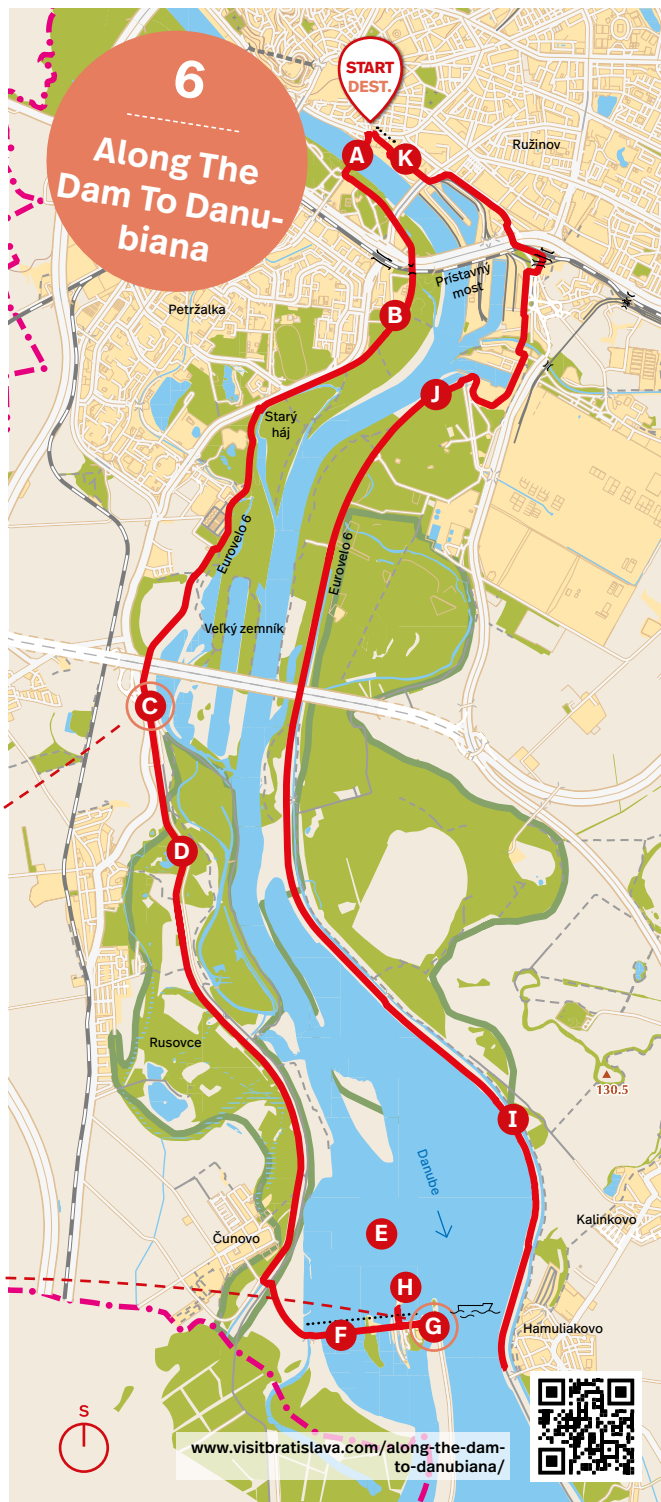 6
Along The
Dam To Danu-
biana
START
DEST.
A
K
Ružinov
Prístavný
most
Petržalka
B
J
Starý
háj
Eurovelo 6
Eurovelo 6
Veľký zemník
C
D
Rusovce
130.5
I
Danube
Kalinkovo
Čunovo
E
H
G
F
Hamuliakovo
S
www.visitbratislava.com/along-the-dam-
to-danubiana/